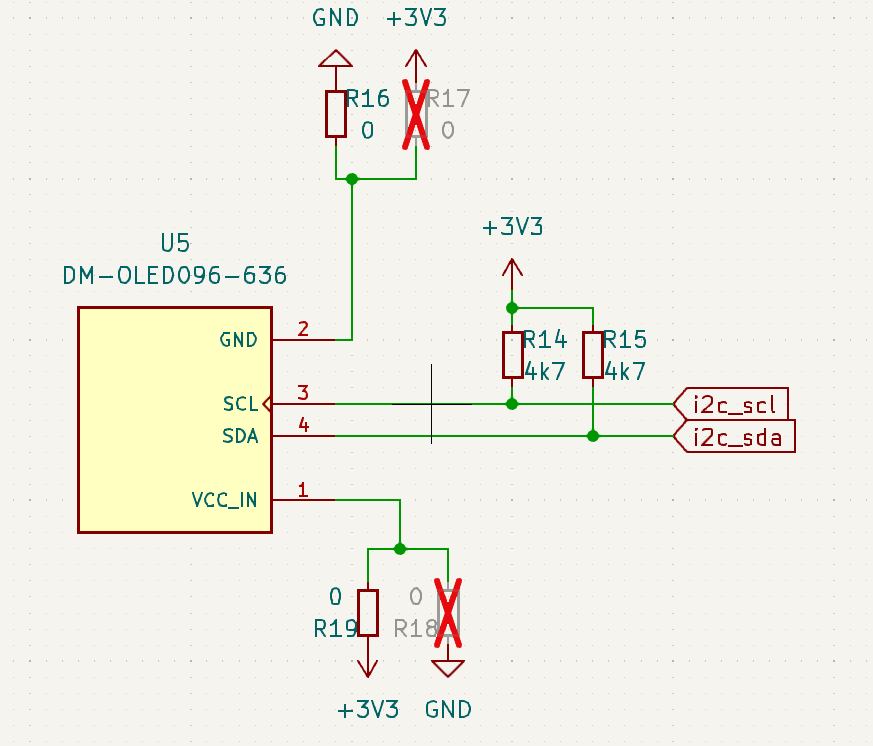 GND +3V3
R16 R17
0 0
+3V3
U5
DM-OLED096-636
GND 2
R14 R15
4k7 4k7
SCL 3 i2c_scl
SDA 4 i2c_sda
VCC_IN 1
0 0
R19 R18
+3V3 GND